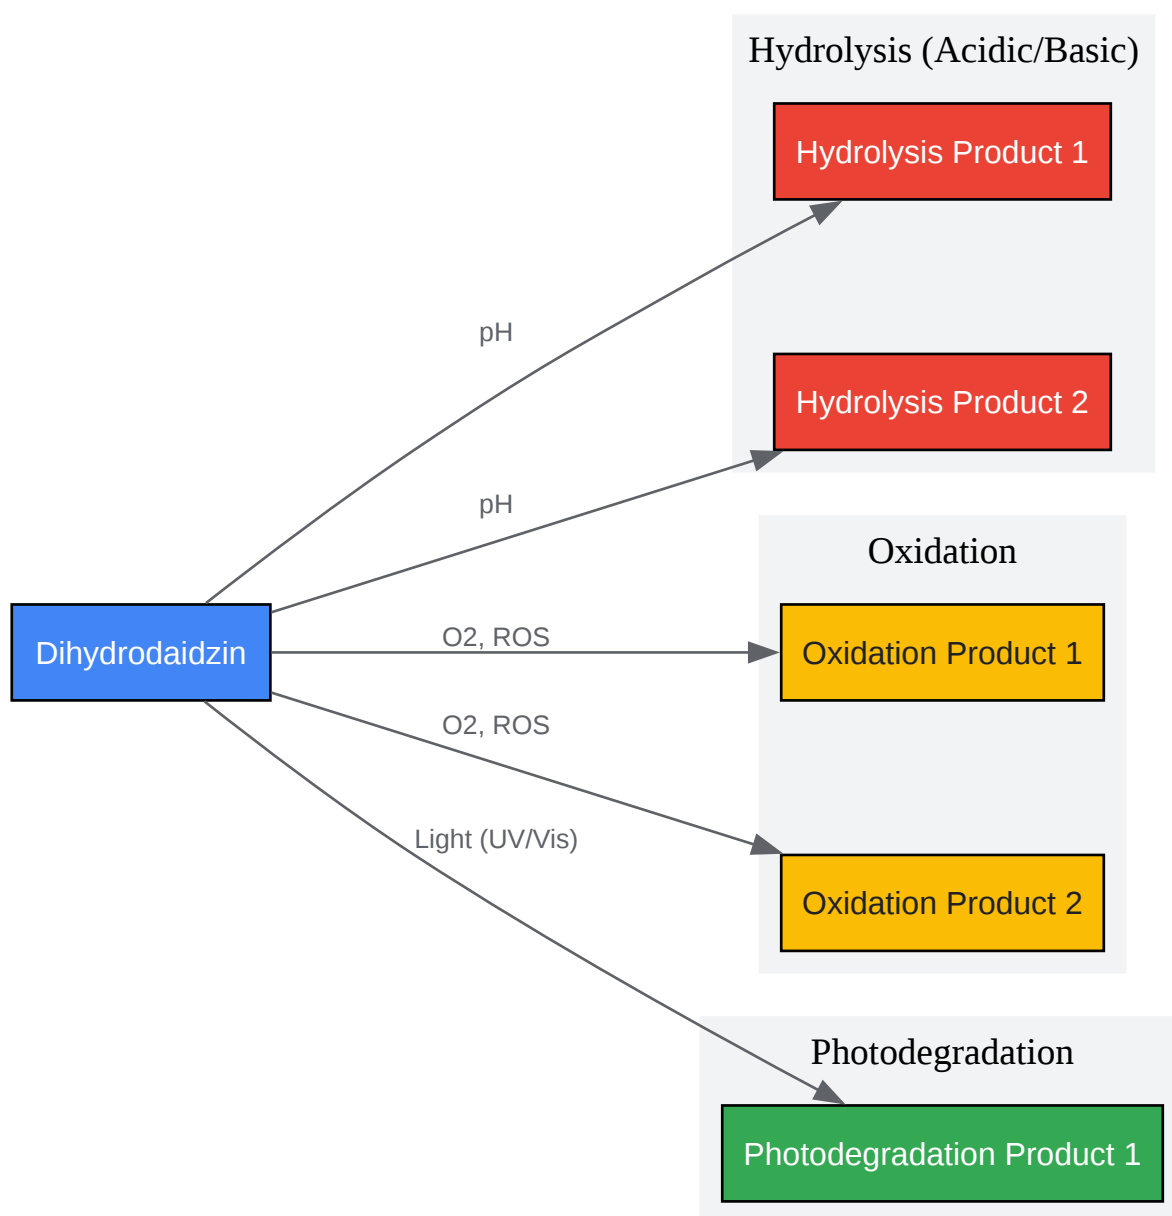 Hydrolysis (Acidic/Basic)
Hydrolysis Product 1
pH
Hydrolysis Product 2
pH
Oxidation
Dihydrodaidzin
O2, ROS
Oxidation Product 1
O2, ROS
Light (UV/Vis)
Oxidation Product 2
Photodegradation
Photodegradation Product 1